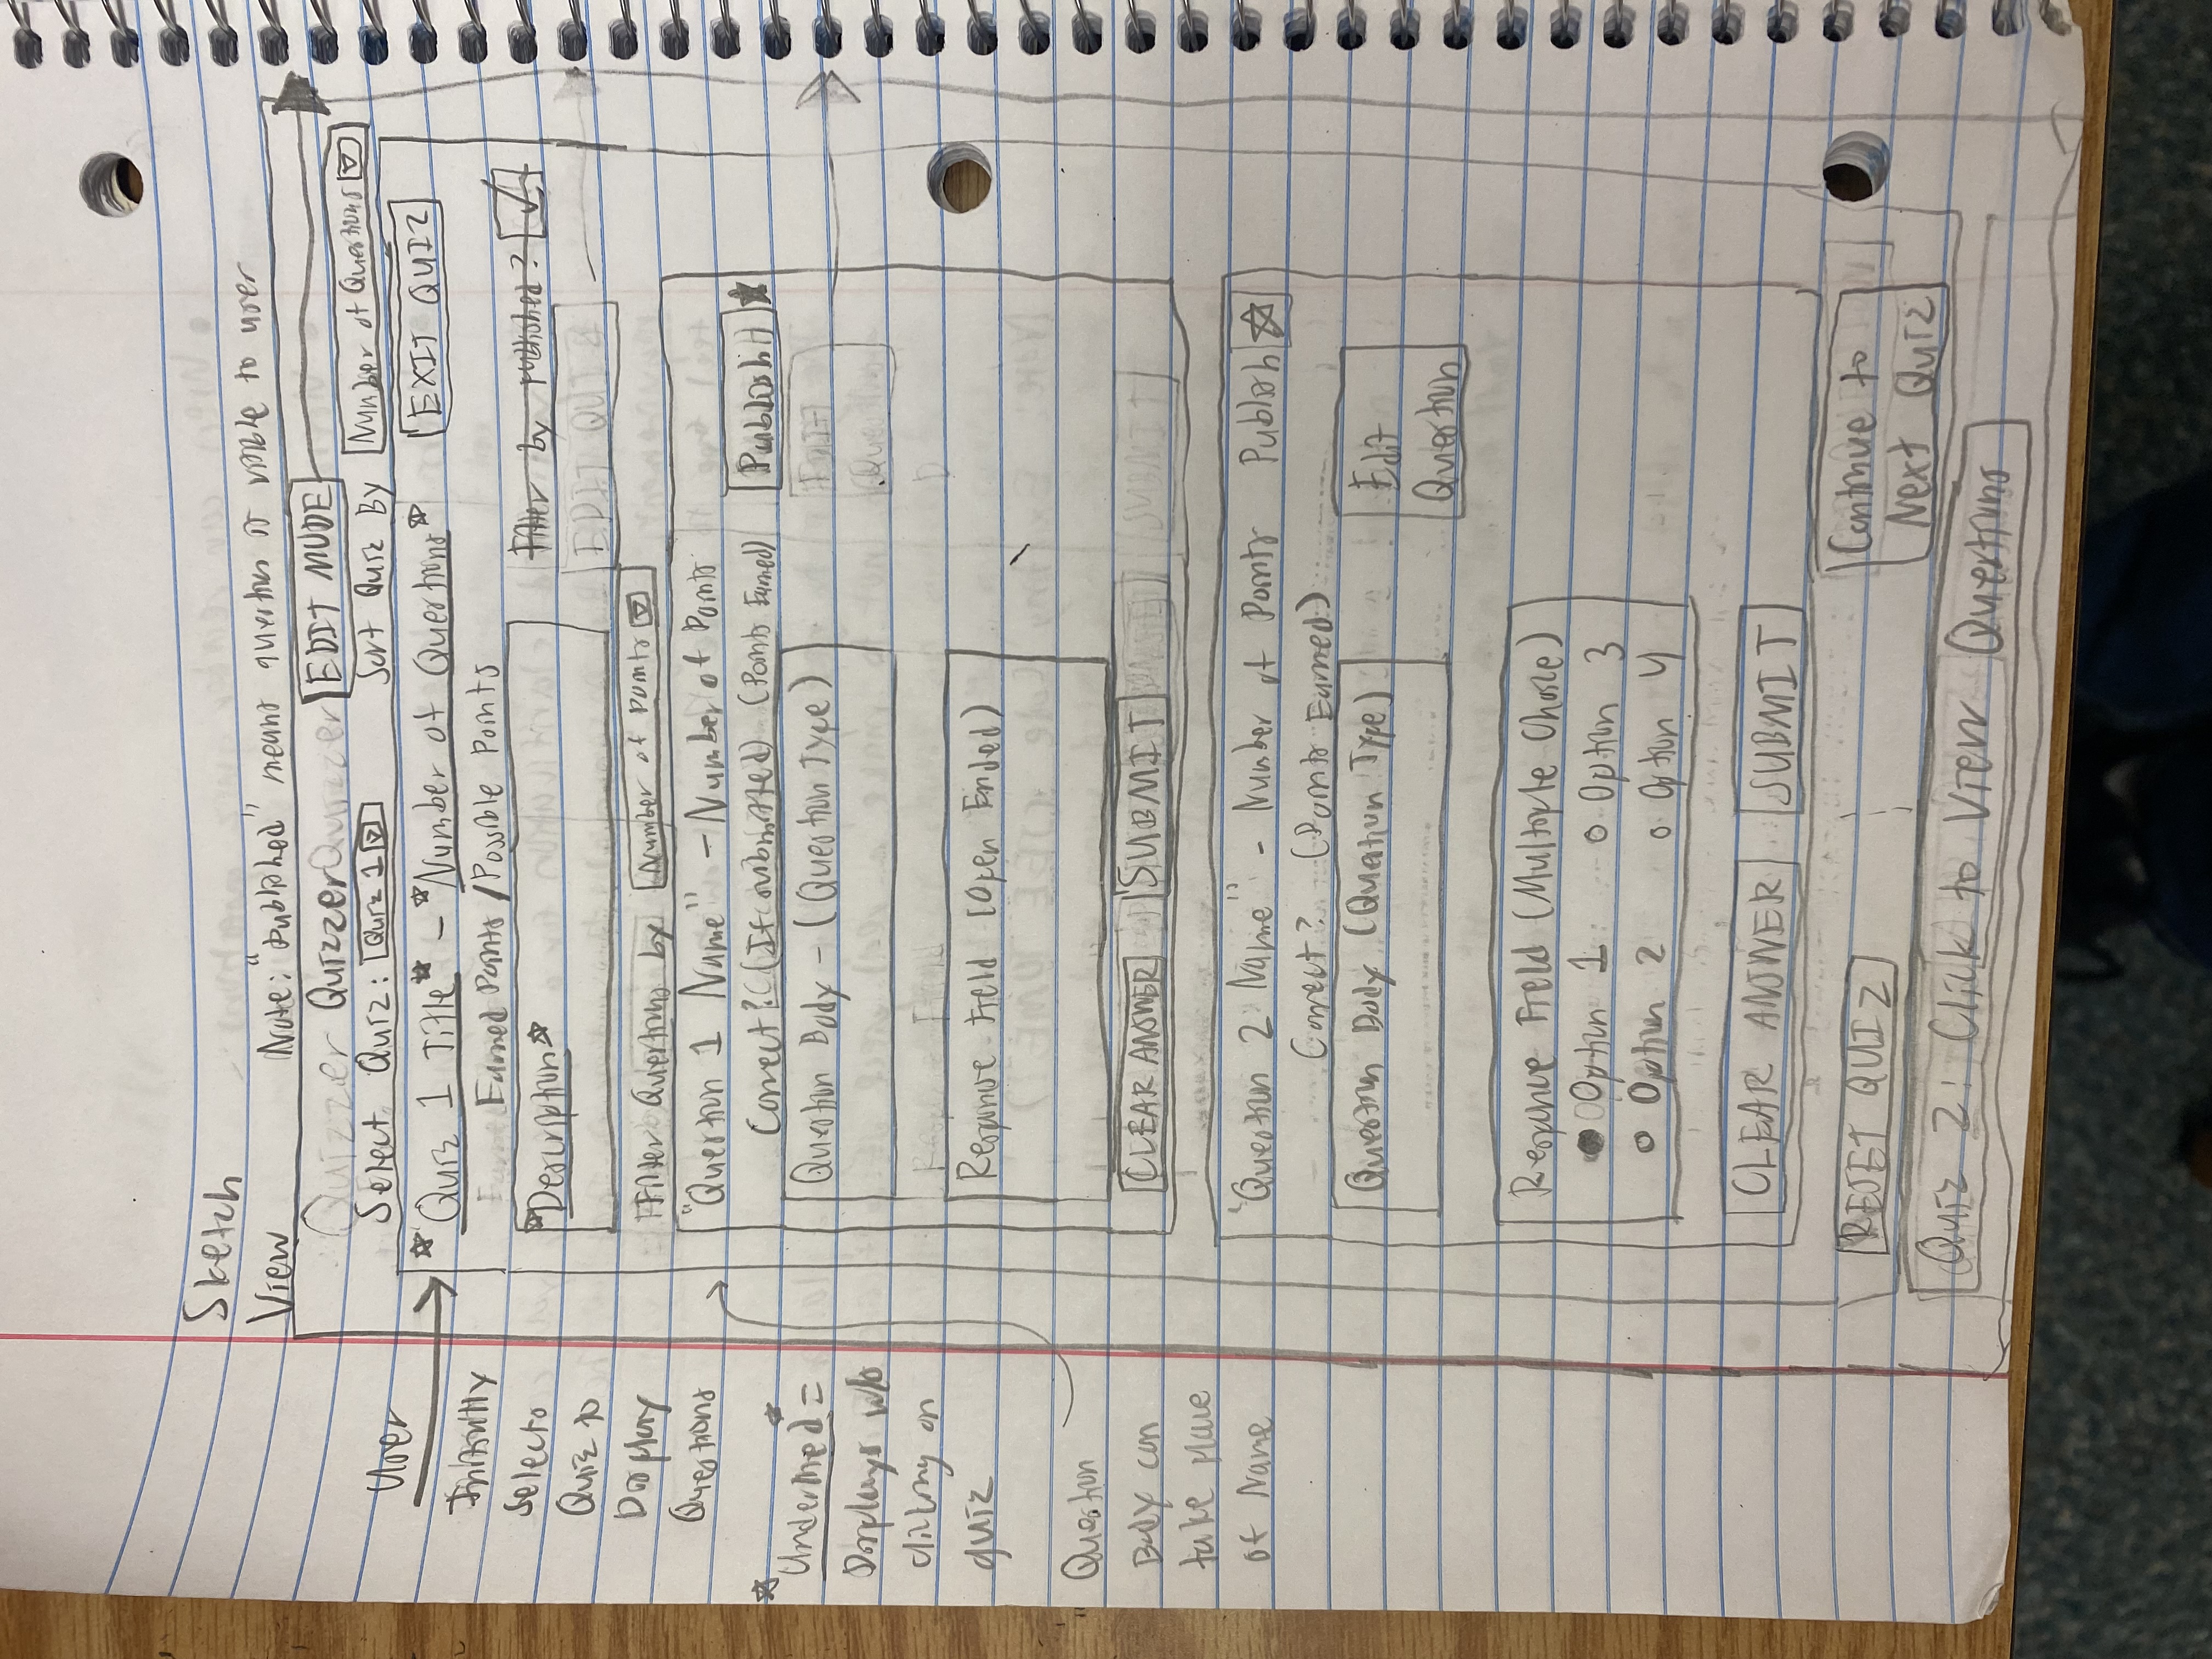 Sketch
View Note: "published" means question is visible to user
Quizzer EDIT MODE
Select Quiz: Quiz 1 Sort Quiz By Number of Questions
User
Initially
Selects
Quiz to
Display
Questions
"Quiz 1 Title" - Number of Questions EXIT QUIZ
Earned Points / Possible Points
Description Filter by published?
EDIT QUIZ
Filter Questions by Number of Points
"Question 1 Name" - Number of Points
Correct? (If submitted) (Points Earned) Publish
Question Body - (Question Type) EDIT
Question
Underlined =
Displays w/o
clicking on
quiz
Response Field
Response Field (Open Ended)
Question
Body can
take place
of Name
CLEAR ANSWER SUBMIT
"Question 2 Name" - Number of Points Publish
Correct? (Points Earned)
Question Body (Question Type) Edit
Question
Response Field (Multiple Choice)
Option 1 Option 3
Option 2 Option 4
CLEAR ANSWER SUBMIT
RESET QUIZ Continue to
Next Quiz
Quiz 2: Click to View Questions